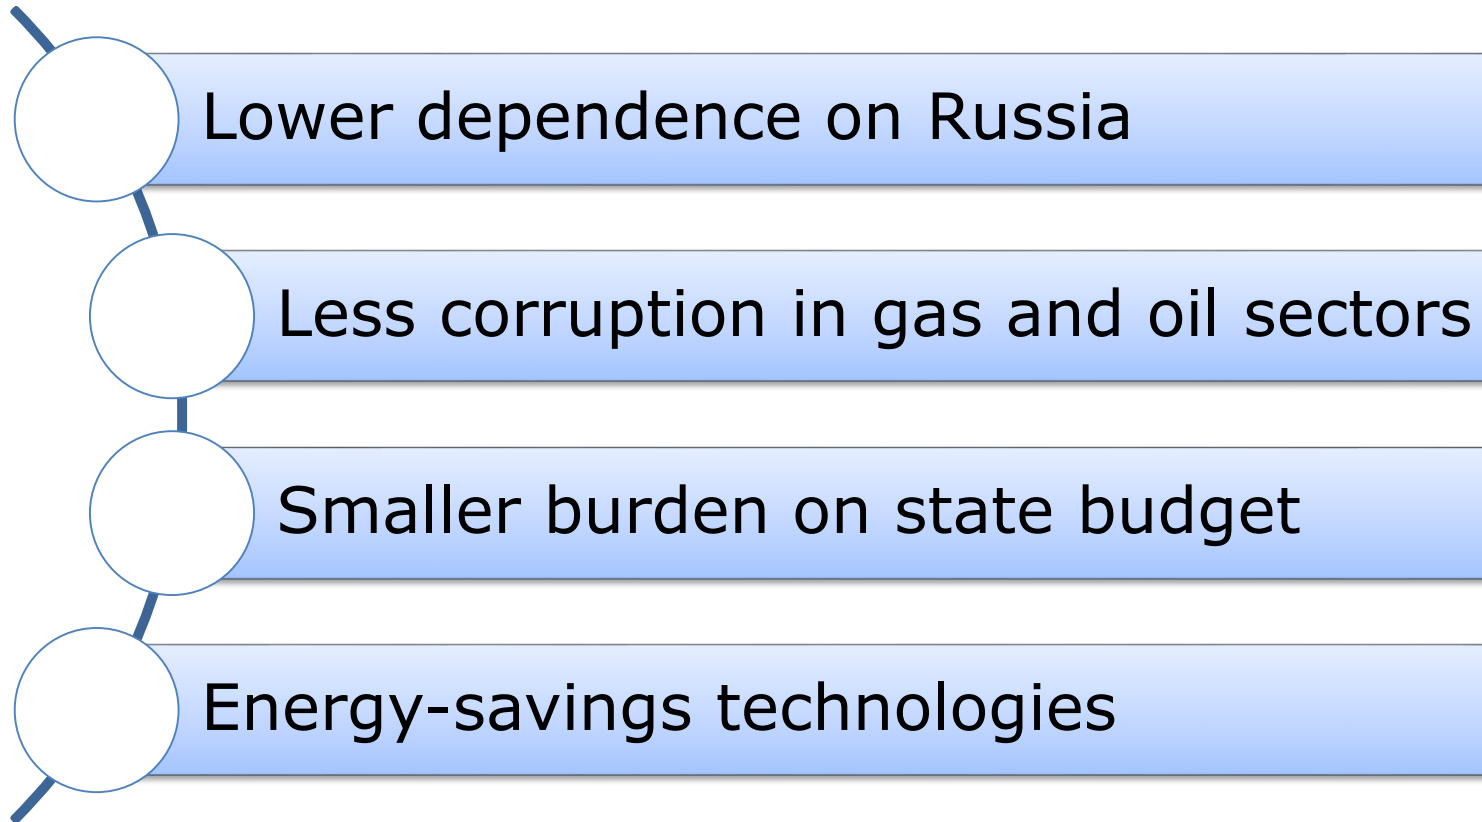 Lower dependence on Russia
Less corruption in gas and oil sectors
Smaller burden on state budget
Energy-savings technologies